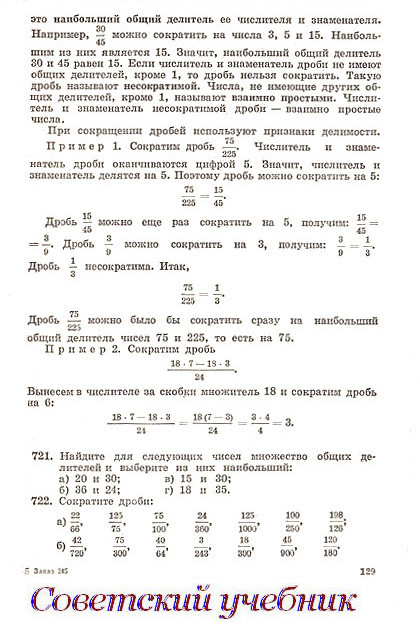 это наибольший общий делитель ее числителя и знаменателя.
Например, 30/45 можно сократить на числа 3, 5 и 15. Наиболь-
шим из них является 15. Значит, наибольший общий делитель
30 и 45 равен 15. Если числитель и знаменатель дроби не имеют
общих делителей, кроме 1, то дробь нельзя сократить. Такую
дробь называют несократимой. Числа, не имеющие других об-
щих делителей, кроме 1, называют взаимно простыми. Числи-
тель и знаменатель несократимой дроби — взаимно простые
числа.
При сокращении дробей используют признаки делимости.
Пример 1. Сократим дробь 75/225. Числитель и знаме-
натель дроби оканчиваются цифрой 5. Значит, числитель и
знаменатель делятся на 5. Поэтому дробь можно сократить на 5:
75/225 = 15/45.
Дробь 15/45 можно еще раз сократить на 5, получим: 15/45 =
= 3/9. Дробь 3/9 можно сократить на 3, получим: 3/9 = 1/3.
Дробь 1/3 несократима. Итак,
75/225 = 1/3.
Дробь 75/225 можно было бы сократить сразу на наибольший
общий делитель чисел 75 и 225, то есть на 75.
Пример 2. Сократим дробь
18 · 7 — 18 · 3/24.
Вынесем в числителе за скобки множитель 18 и сократим дробь
на 6:
18 · 7 — 18 · 3/24 = 18(7 — 3)/24 = 3 · 4/4 = 3.
721. Найдите для следующих чисел множество общих де-
лителей и выберите из них наибольший:
а) 20 и 30; в) 15 и 30;
б) 36 и 24; г) 18 и 35.
722. Сократите дроби:
а) 22/66, 125/75, 75/100, 24/360, 125/1000, 100/250, 198/126;
б) 42/720, 75/300, 40/64, 3/243, 18/300, 45/900, 120/180.
5 Заказ 245 129
Советский учебник